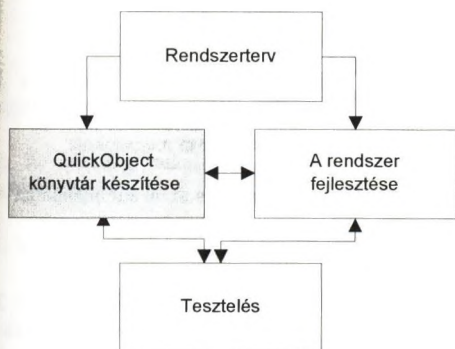 Rendszerterv
QuickObject
könyvtár készítése
A rendszer
fejlesztése
Tesztelés